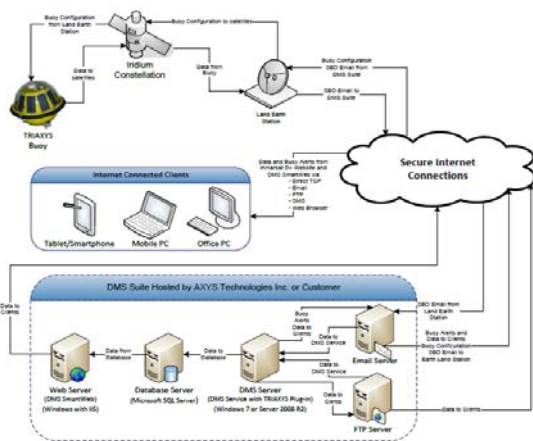 Buoy Configuration
from Land Earth
Station
Buoy Configuration to satellites
Data to
satellites
Iridium
Constellation
Data from
Buoy
TRIAXYS
Buoy
Land Earth
Station
Buoy Configuration
SBD Email from
DMS Suite
SBD Email to
DMS Suite
Secure Internet
Connections
Data and Buoy Alerts from
Inmarsat D+ Website and
DMS SmartWeb via
- Direct TCP
- Email
- FTP
- SMS
- Web Browser
Internet Connected Clients
Tablet/Smartphone
Mobile PC
Office PC
DMS Suite Hosted by AXYS Technologies Inc. or Customer
Data to
Clients
Buoy
Alerts
Data to
Clients
Data to
DMS Service
SBD Email from
Land Earth
Station
Email Server
Buoy Alerts and
Data to Clients
Buoy Configuration
SBD Email to
Earth Land Station
Data from
Database
Data to
Database
Data to
DMS Service
Data to
Clients
Data to Clients
Web Server
(DMS SmartWeb)
(Windows with IIS)
Database Server
(Microsoft SQL Server)
DMS Server
(DMS Service with TRIAXYS Plug-in)
(Windows 7 or Server 2008 R2)
FTP Server